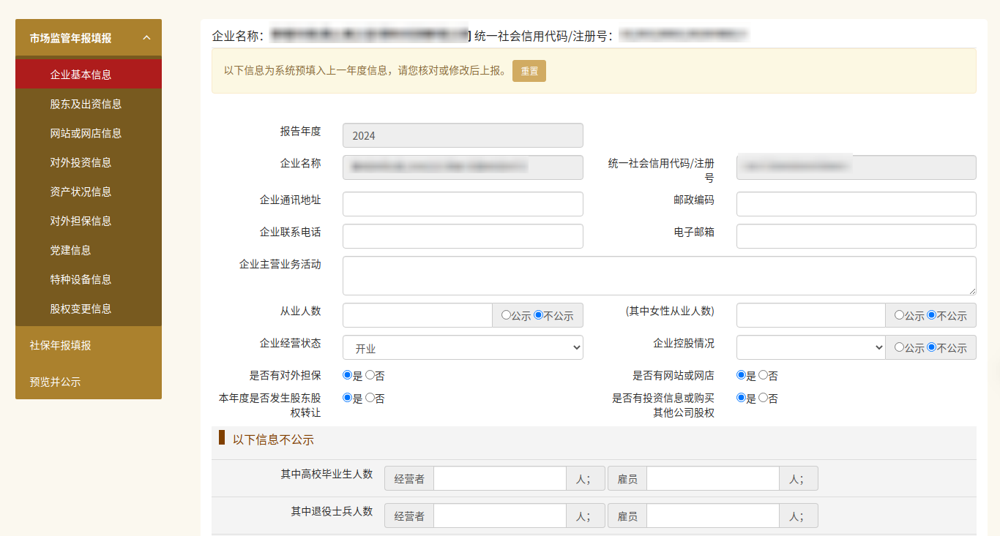 市场监管年报填报
企业基本信息
股东及出资信息
网站或网店信息
对外投资信息
资产状况信息
对外担保信息
党建信息
特种设备信息
股权变更信息
社保年报填报
预览并公示
企业名称： 统一社会信用代码/注册号：
以下信息为系统预填入上一年度信息，请您核对或修改后上报。 重置
报告年度 2024
企业名称 统一社会信用代码/注册
号
企业通讯地址 邮政编码
企业联系电话 电子邮箱
企业主营业务活动
从业人数 公示 不公示 (其中女性从业人数) 公示 不公示
企业经营状态 开业 企业控股情况 公示 不公示
是否有对外担保 是 否 是否有网站或网店 是 否
本年度是否发生股东股 是 否 是否有投资信息或购买 是 否
权转让 其他公司股权
以下信息不公示
其中高校毕业生人数 经营者 人； 雇员 人；
其中退役士兵人数 经营者 人； 雇员 人；